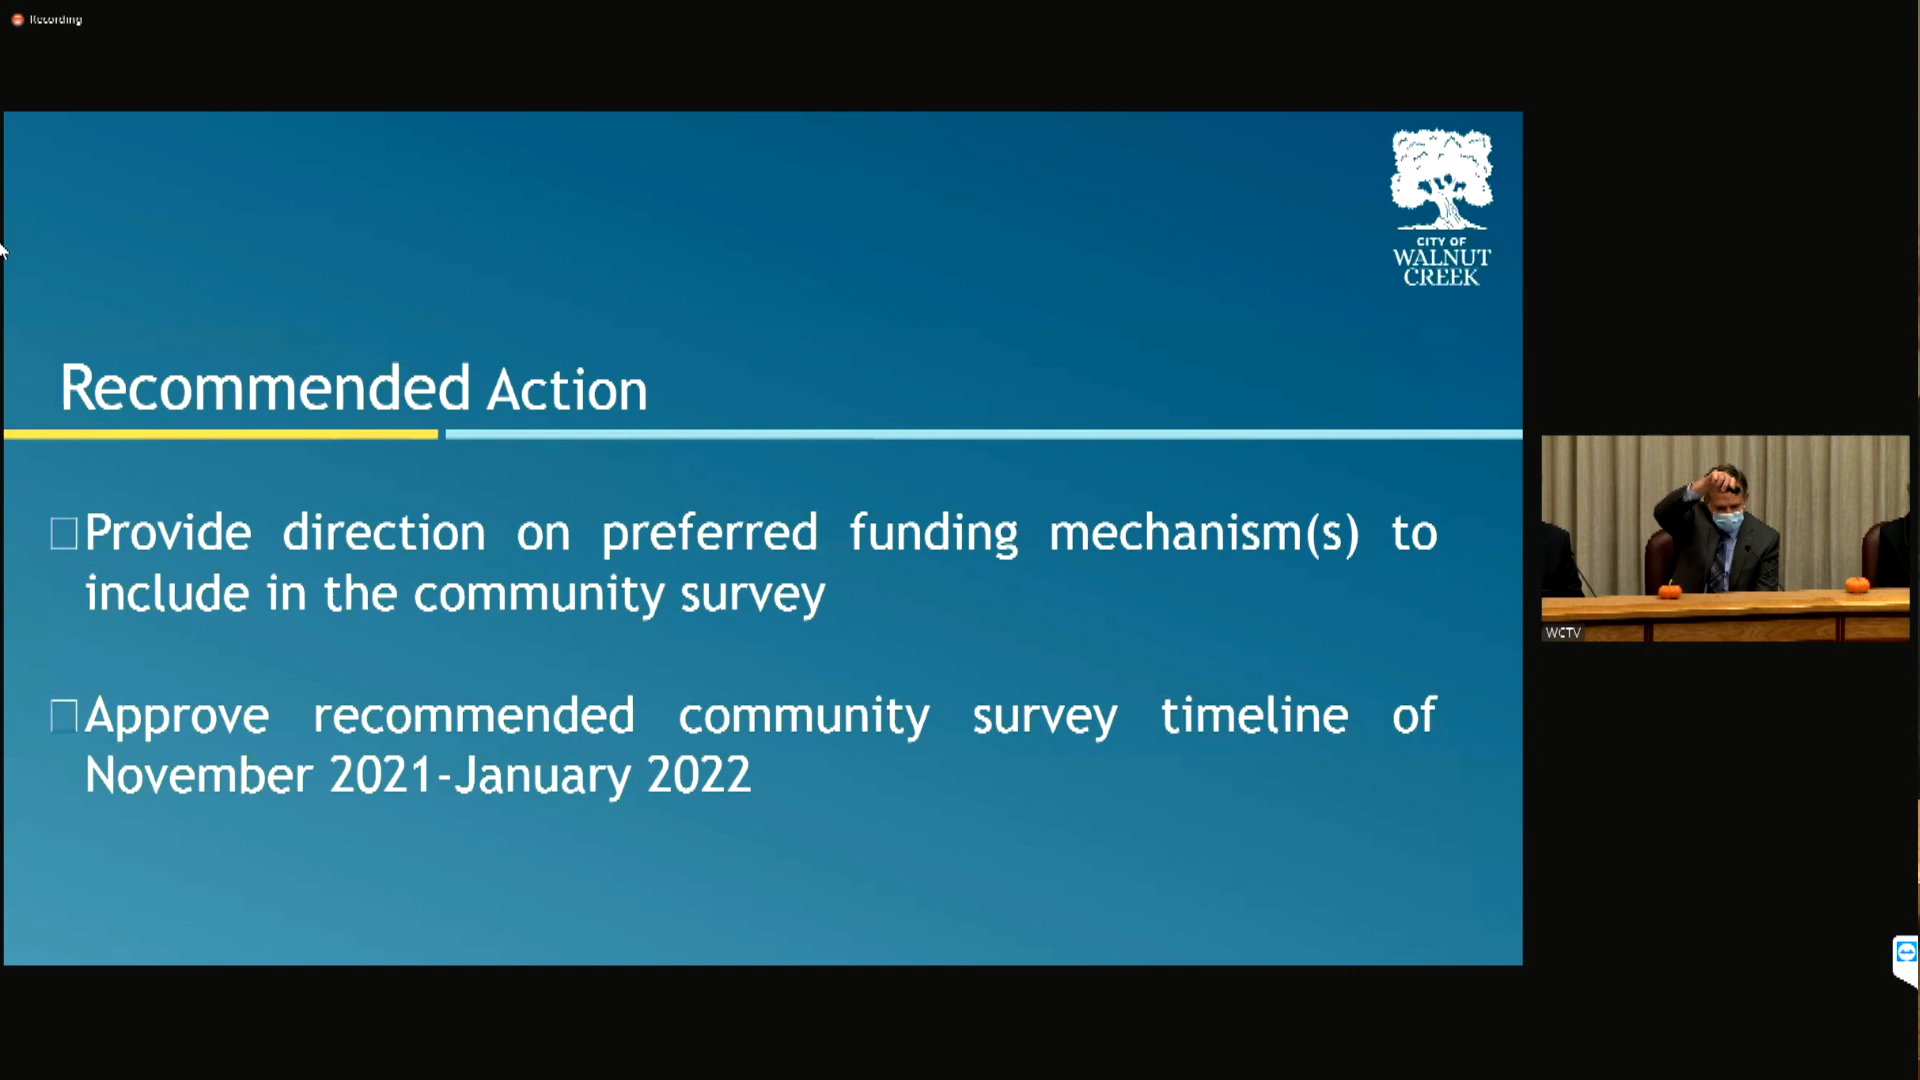 Recording
CITY OF
WALNUT
CREEK
Recommended Action
Provide direction on preferred funding mechanism(s) to
include in the community survey
Approve recommended community survey timeline of
November 2021-January 2022
WCTV